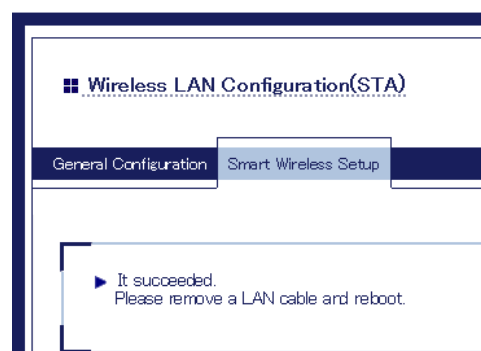 Wireless LAN Configuration(STA)
General Configuration Smart Wireless Setup
It succeeded.
Please remove a LAN cable and reboot.